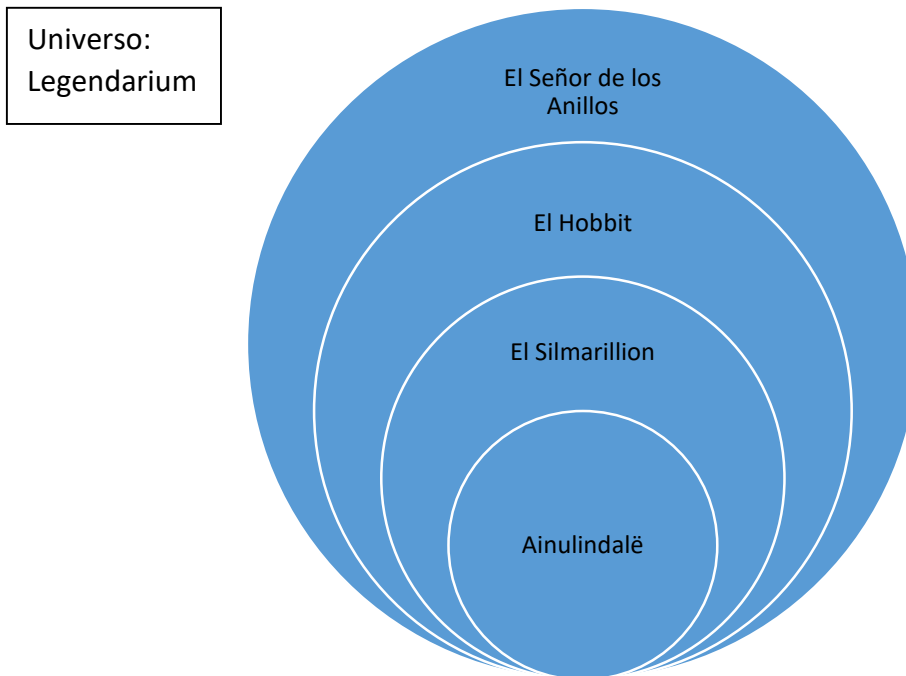 Universo:
Legendarium
El Señor de los
Anillos
El Hobbit
El Silmarillion
Ainulindalë